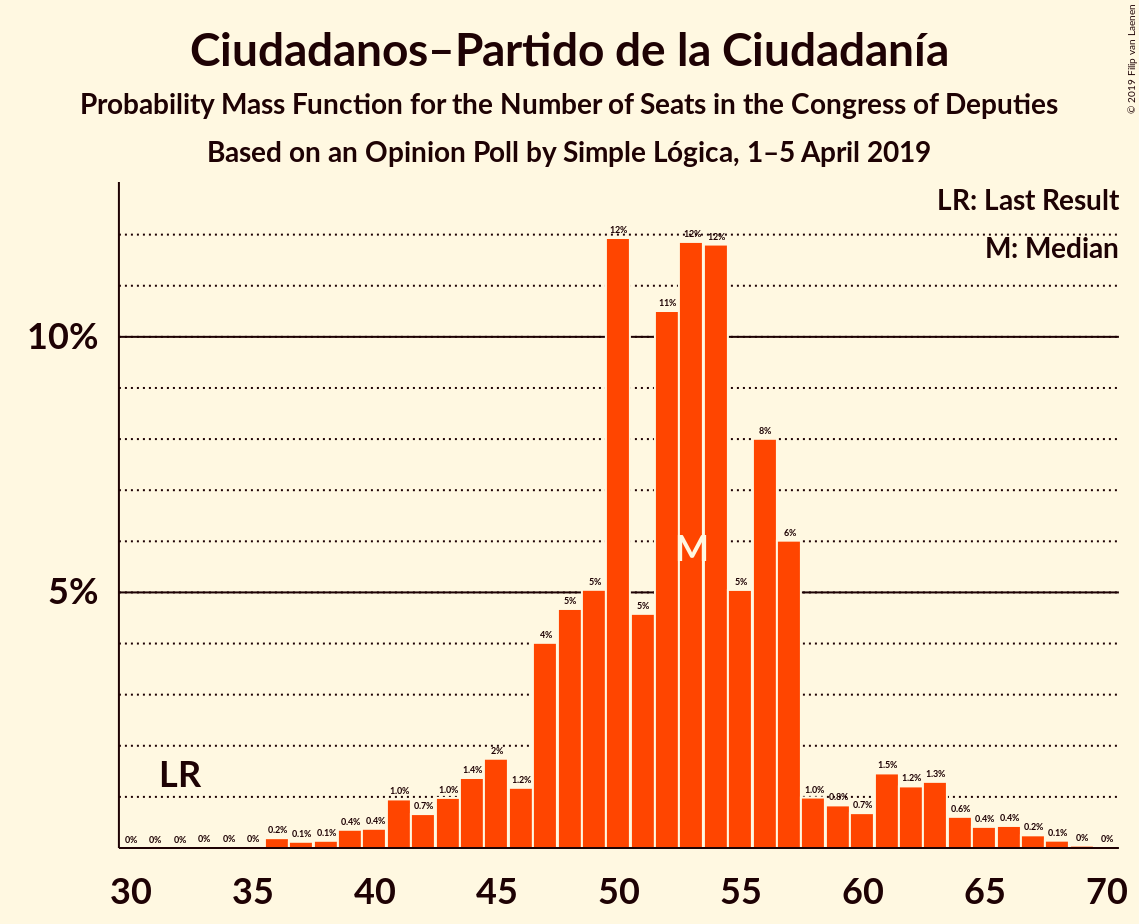 Ciudadanos–Partido de la Ciudadanía
Probability Mass Function for the Number of Seats in the Congress of Deputies
Based on an Opinion Poll by Simple Lógica, 1–5 April 2019
© 2019 Filip van Laenen
LR: Last Result
M: Median
10%
5%
LR
M
0% 0% 0% 0% 0% 0% 0.2% 0.1% 0.1% 0.4% 0.4% 1.0% 0.7% 1.0% 1.4% 2% 1.2% 4% 5% 5% 12% 5% 11% 12% 12% 5% 8% 6% 1.0% 0.8% 0.7% 1.5% 1.2% 1.3% 0.6% 0.4% 0.4% 0.2% 0.1% 0% 0%
30 35 40 45 50 55 60 65 70